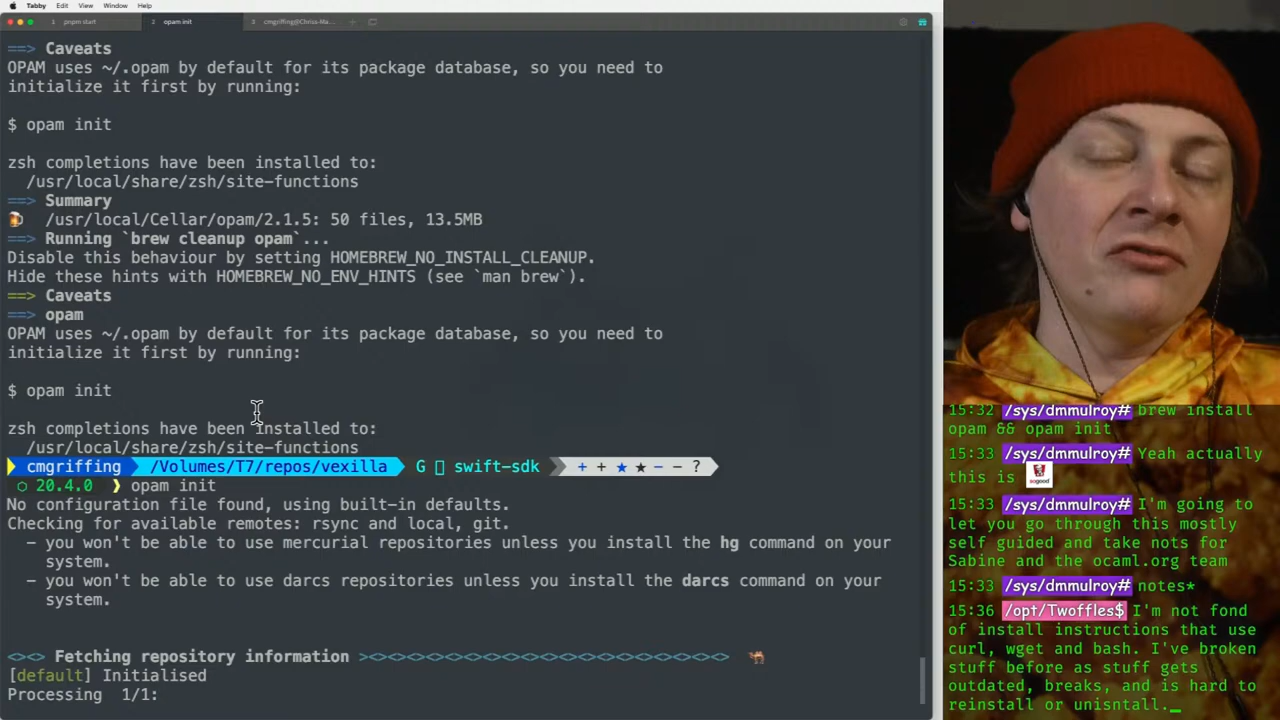 Tabby Edit View Window Help
1 pnpm start 2 opam init 3 cmgriffing@Chriss-Ma...
==> Caveats
OPAM uses ~/.opam by default for its package database, so you need to
initialize it first by running:
$ opam init
zsh completions have been installed to:
/usr/local/share/zsh/site-functions
==> Summary
🍺 /usr/local/Cellar/opam/2.1.5: 50 files, 13.5MB
==> Running `brew cleanup opam`...
Disable this behaviour by setting HOMEBREW_NO_INSTALL_CLEANUP.
Hide these hints with HOMEBREW_NO_ENV_HINTS (see `man brew`).
==> Caveats
==> opam
OPAM uses ~/.opam by default for its package database, so you need to
initialize it first by running:
$ opam init
zsh completions have been installed to:
/usr/local/share/zsh/site-functions
cmgriffing /Volumes/T7/repos/vexilla G swift-sdk + + ★ ★ − − ?
20.4.0 ❯ opam init
No configuration file found, using built-in defaults.
Checking for available remotes: rsync and local, git.
- you won't be able to use mercurial repositories unless you install the hg command on your
system.
- you won't be able to use darcs repositories unless you install the darcs command on your
system.
<><> Fetching repository information ><><><><><><><><><><><><><><><><><><><><> 🐫
[default] Initialised
Processing 1/1:
15:32 /sys/dmmulroy# brew install
opam && opam init
15:33 /sys/dmmulroy# Yeah actually
this is sogood
15:33 /sys/dmmulroy# I'm going to
let you go through this mostly
self guided and take nots for
Sabine and the ocaml.org team
15:33 /sys/dmmulroy# notes*
15:36 /opt/Twoffles$ I'm not fond
of install instructions that use
curl, wget and bash. I've broken
stuff before as stuff gets
outdated, breaks, and is hard to
reinstall or unisntall._